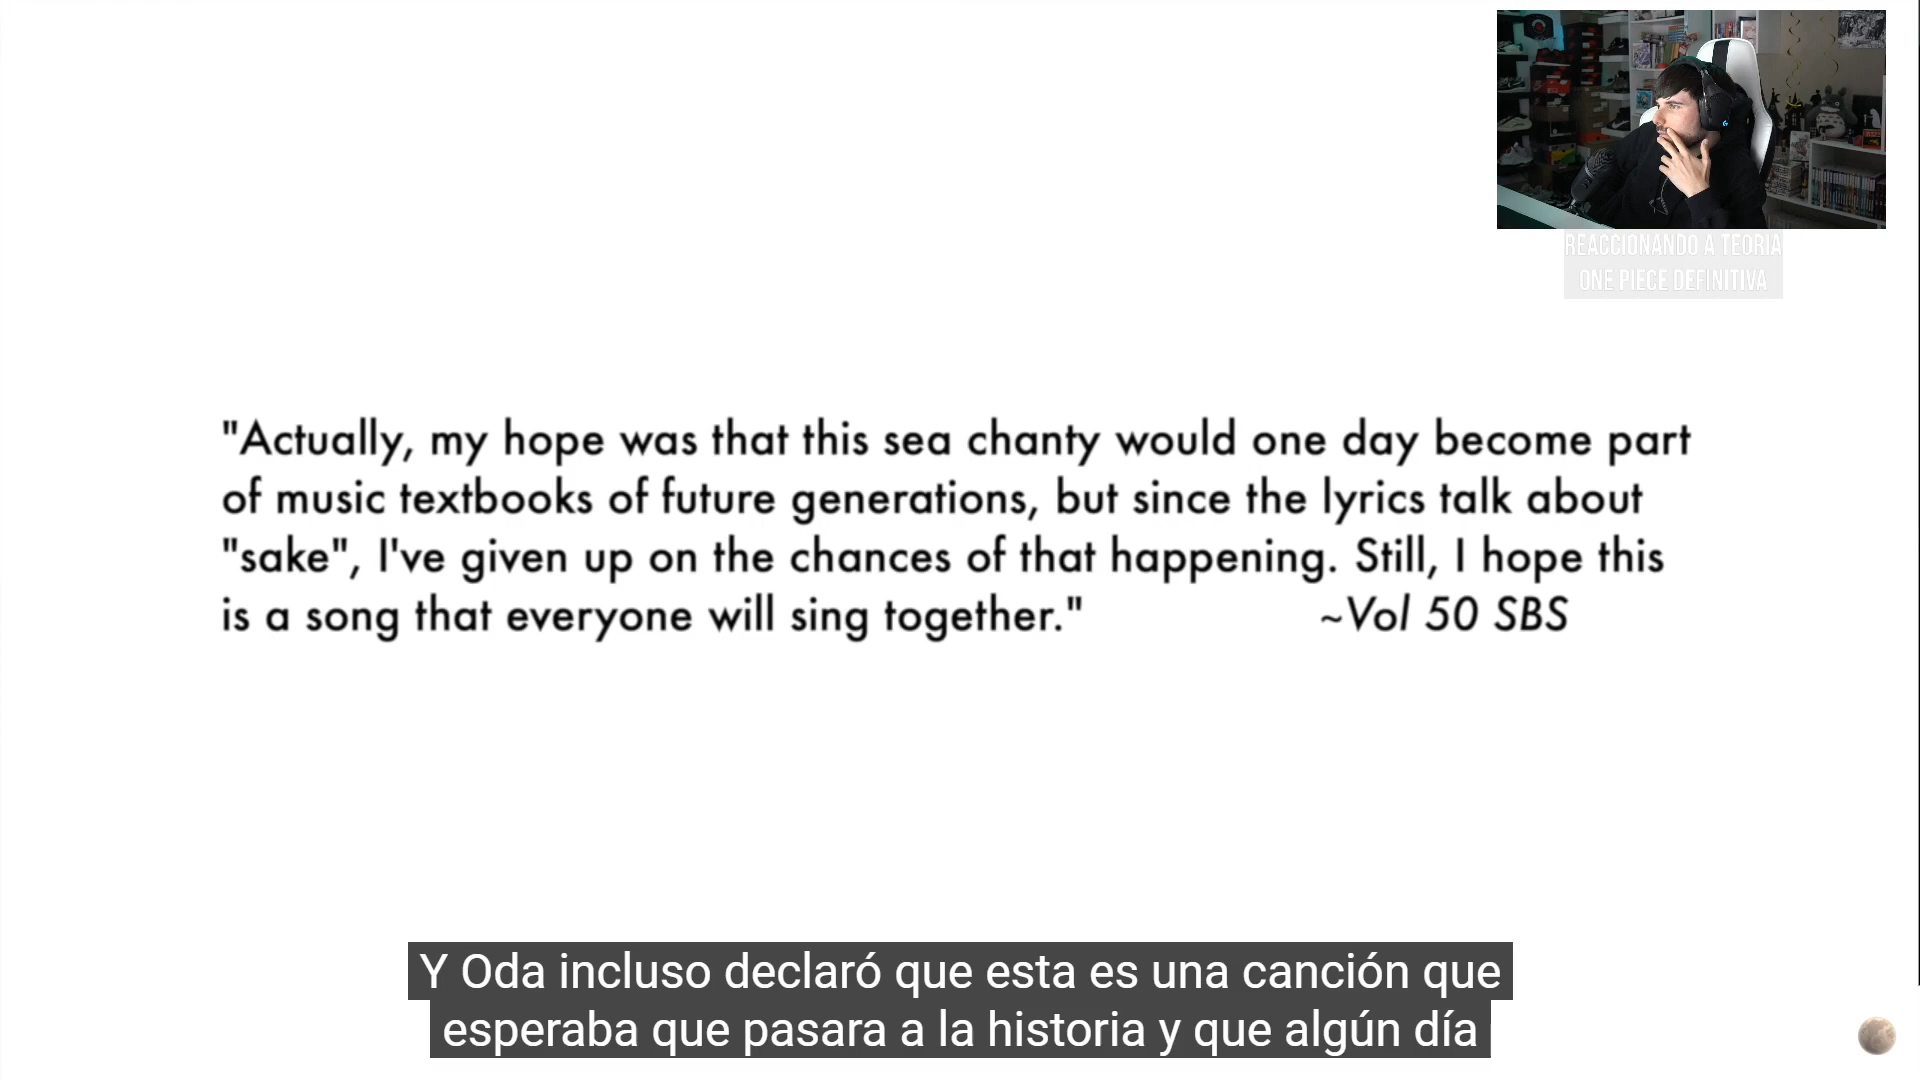 REACCIONANDO A TEORIA
ONE PIECE DEFINITIVA
"Actually, my hope was that this sea chanty would one day become part
of music textbooks of future generations, but since the lyrics talk about
"sake", I've given up on the chances of that happening. Still, I hope this
is a song that everyone will sing together." ~Vol 50 SBS
Y Oda incluso declaró que esta es una canción que
esperaba que pasara a la historia y que algún día